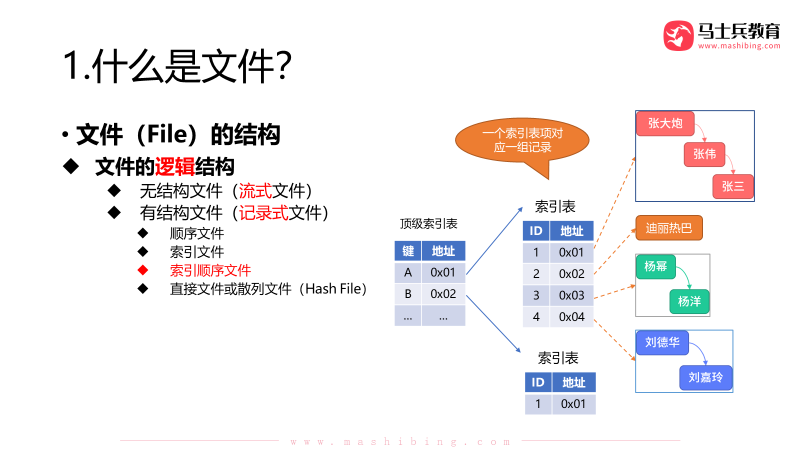 马士兵教育
www.mashibing.com
1.什么是文件？
• 文件（File）的结构
◆ 文件的逻辑结构
◆ 无结构文件（流式文件）
◆ 有结构文件（记录式文件）
◆ 顺序文件
◆ 索引文件
◆ 索引顺序文件
◆ 直接文件或散列文件（Hash File）
顶级索引表
键 地址
A 0x01
B 0x02
... ...
一个索引表项对
应一组记录
索引表
ID 地址
1 0x01
2 0x02
3 0x03
4 0x04
索引表
ID 地址
1 0x01
张大炮
张伟
张三
迪丽热巴
杨幂
杨洋
刘德华
刘嘉玲
www.mashibing.com